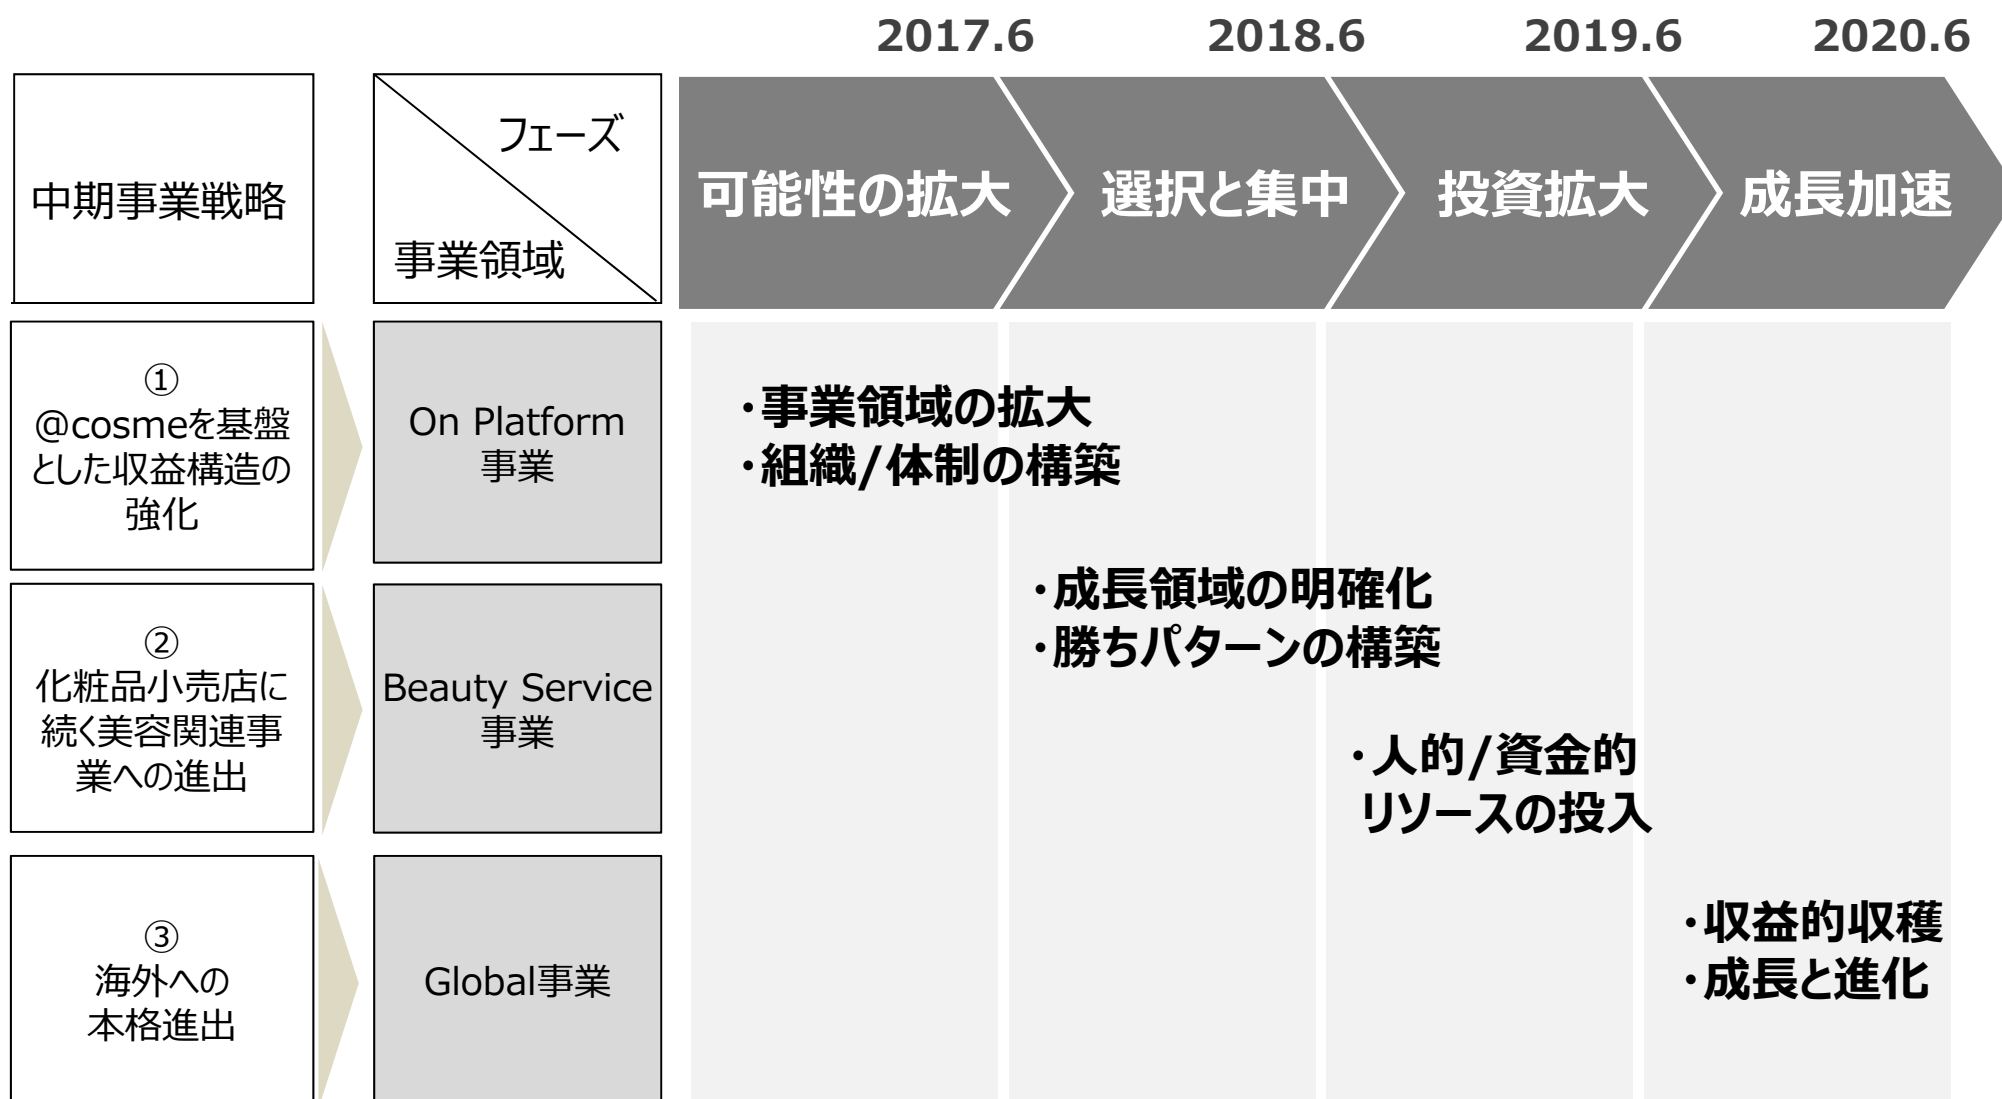 2017.6
2018.6
2019.6
2020.6
中期事業戦略
フェーズ
事業領域
可能性の拡大
選択と集中
投資拡大
成長加速
①
@cosmeを基盤
とした収益構造の
強化
On Platform
事業
・事業領域の拡大
・組織/体制の構築
②
化粧品小売店に
続く美容関連事
業への進出
Beauty Service
事業
・成長領域の明確化
・勝ちパターンの構築
・人的/資金的
リソースの投入
③
海外への
本格進出
Global事業
・収益的収穫
・成長と進化